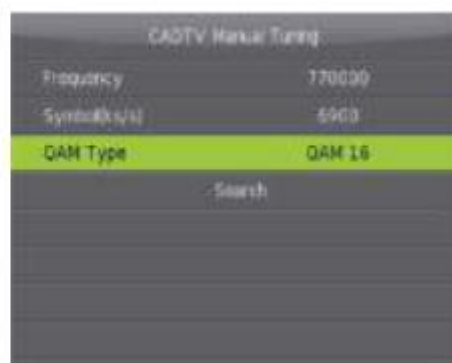 CADTV Manual Tuning
Frequency 770000
Symbol(ks/s) 6900
QAM Type QAM 16
Search